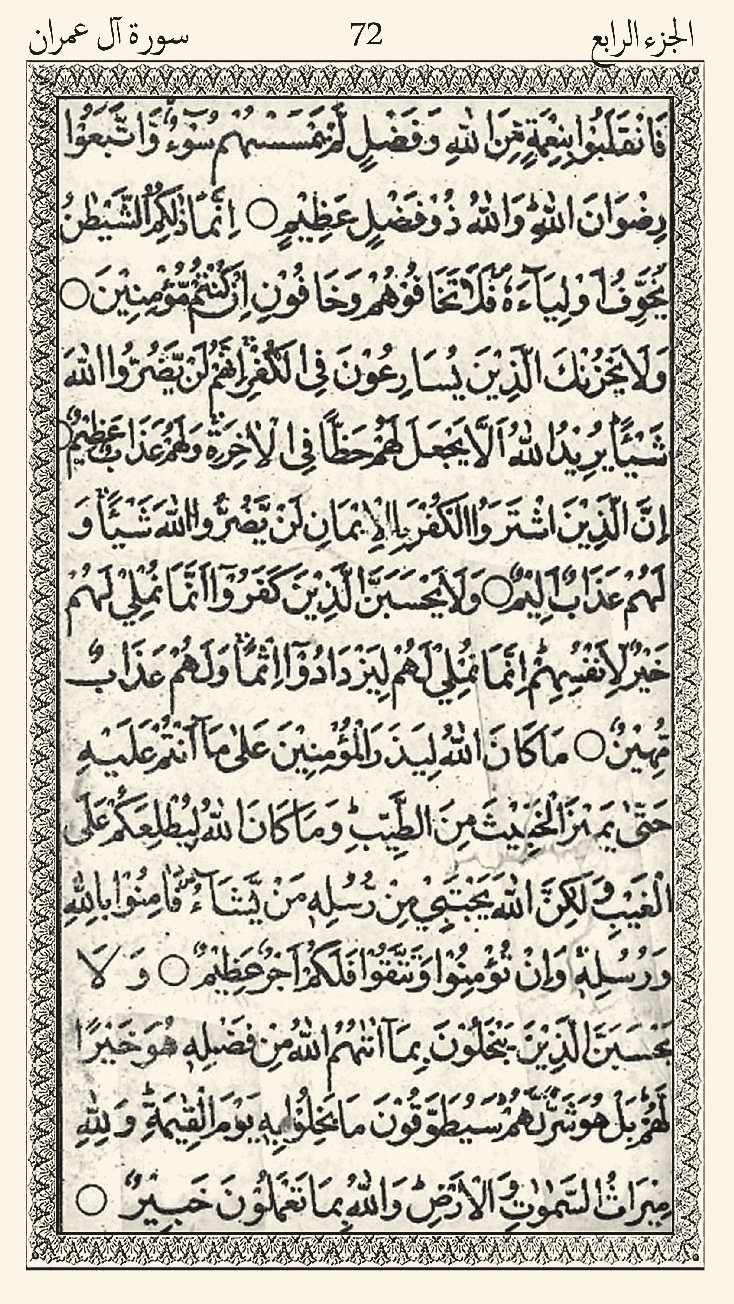 الجزء الرابع 72 سورة آل عمران
فَانْقَلَبُوْا بِنِعْمَةٍ مِّنَ اللّٰهِ وَفَضْلٍ لَّمْ يَمْسَسْهُمْ سُوْٓءٌ ۙ وَّاتَّبَعُوْا
رِضْوَانَ اللّٰهِ ؕ وَاللّٰهُ ذُوْ فَضْلٍ عَظِيْمٍ ○ اِنَّمَا ذٰلِكُمُ الشَّيْطٰنُ
يُخَوِّفُ اَوْلِيَآءَهٗ ۪ فَلَا تَخَافُوْهُمْ وَخَافُوْنِ اِنْ كُنْتُمْ مُّؤْمِنِيْنَ ○
وَلَا يَحْزُنْكَ الَّذِيْنَ يُسَارِعُوْنَ فِى الْكُفْرِ ۚ اِنَّهُمْ لَنْ يَّضُرُّوا اللّٰهَ
شَيْـًٔا ؕ يُرِيْدُ اللّٰهُ اَلَّا يَجْعَلَ لَهُمْ حَظًّا فِى الْاٰخِرَةِ ۚ وَلَهُمْ عَذَابٌ عَظِيْمٌ ○
اِنَّ الَّذِيْنَ اشْتَرَوُا الْكُفْرَ بِالْاِيْمَانِ لَنْ يَّضُرُّوا اللّٰهَ شَيْـًٔا ۚ وَ
لَهُمْ عَذَابٌ اَلِيْمٌ ○ وَلَا يَحْسَبَنَّ الَّذِيْنَ كَفَرُوْٓا اَنَّمَا نُمْلِيْ لَهُمْ
خَيْرٌ لِّاَنْفُسِهِمْ ؕ اِنَّمَا نُمْلِيْ لَهُمْ لِيَزْدَادُوْٓا اِثْمًا ۚ وَلَهُمْ عَذَابٌ
مُّهِيْنٌ ○ مَا كَانَ اللّٰهُ لِيَذَرَ الْمُؤْمِنِيْنَ عَلٰى مَآ اَنْتُمْ عَلَيْهِ
حَتّٰى يَمِيْزَ الْخَبِيْثَ مِنَ الطَّيِّبِ ؕ وَمَا كَانَ اللّٰهُ لِيُطْلِعَكُمْ عَلَى
الْغَيْبِ وَلٰكِنَّ اللّٰهَ يَجْتَبِيْ مِنْ رُّسُلِهٖ مَنْ يَّشَآءُ ۪ فَاٰمِنُوْا بِاللّٰهِ
وَرُسُلِهٖ ۚ وَاِنْ تُؤْمِنُوْا وَتَتَّقُوْا فَلَكُمْ اَجْرٌ عَظِيْمٌ ○ وَ لَا
يَحْسَبَنَّ الَّذِيْنَ يَبْخَلُوْنَ بِمَآ اٰتٰىهُمُ اللّٰهُ مِنْ فَضْلِهٖ هُوَ خَيْرًا
لَّهُمْ ؕ بَلْ هُوَ شَرٌّ لَّهُمْ ؕ سَيُطَوَّقُوْنَ مَا بَخِلُوْا بِهٖ يَوْمَ الْقِيٰمَةِ ؕ وَلِلّٰهِ
مِيْرَاثُ السَّمٰوٰتِ وَالْاَرْضِ ؕ وَاللّٰهُ بِمَا تَعْمَلُوْنَ خَبِيْرٌ ○